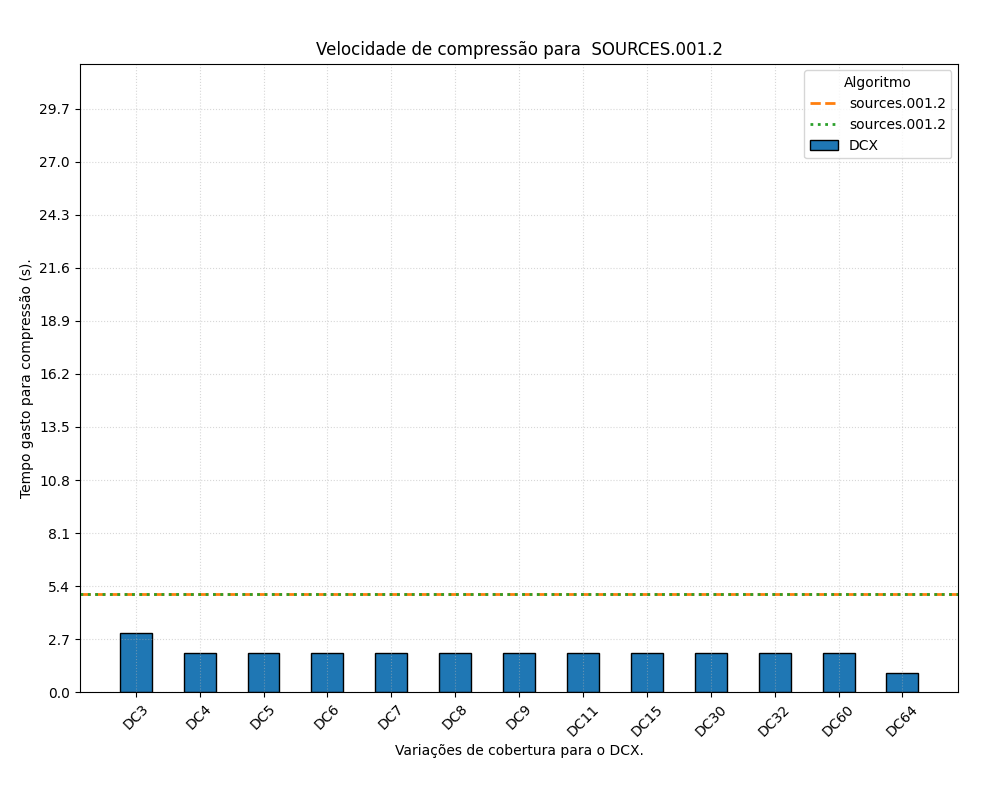 Velocidade de compressão para  SOURCES.001.2
Algoritmo
sources.001.2
sources.001.2
DCX
Tempo gasto para compressão (s).
29.7
27.0
24.3
21.6
18.9
16.2
13.5
10.8
8.1
5.4
2.7
0.0
DC3 DC4 DC5 DC6 DC7 DC8 DC9 DC11 DC15 DC30 DC32 DC60 DC64
Variações de cobertura para o DCX.